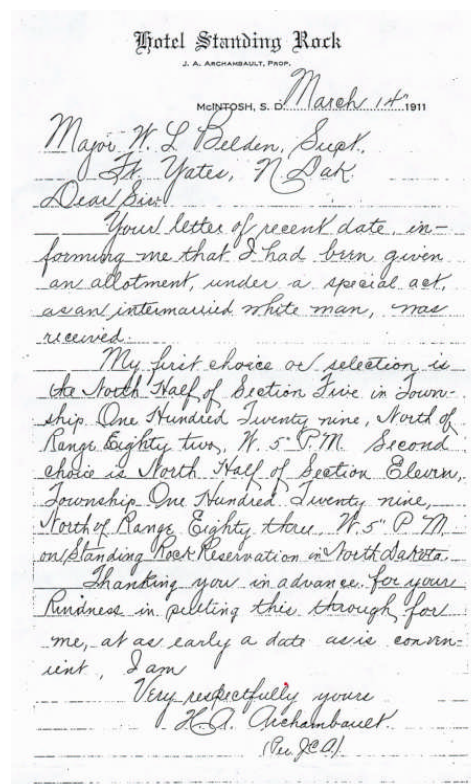 Hotel Standing Rock
J. A. ARCHAMBAULT, PROP.
McINTOSH, S. D. March 14" 1911
Major W. L Belden, Supt.
Ft. Yates, N Dak.
Dear Sir:
Your letter of recent date, in-
forming me that I had been given
an allotment, under a special act,
as an intermarried white man, was
received.
My first choice or selection is
the North Half of Section Five in Town-
ship One Hundred Twenty nine, North of
Range Eighty two, W. 5" P. M. Second
choice is North Half of Section Eleven,
Township One Hundred Twenty nine,
North of Range Eighty three W. 5" P M.
on Standing Rock Reservation in North Dakota.
Thanking you in advance for your
kindness in putting this through for
me, at as early a date as is conven-
ient, I am
Very respectfully yours
H. A. Archambault.
(Per J.C.A.)